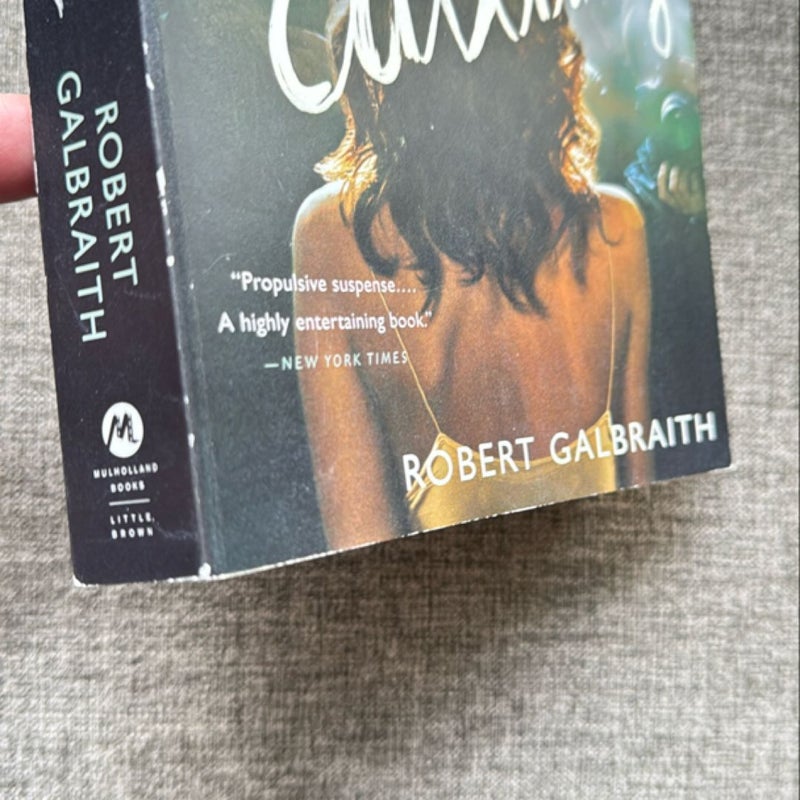 ROBERT
GALBRAITH
MULHOLLAND
BOOKS
LITTLE,
BROWN
“Propulsive suspense....
A highly entertaining book.”
—NEW YORK TIMES
ROBERT GALBRAITH